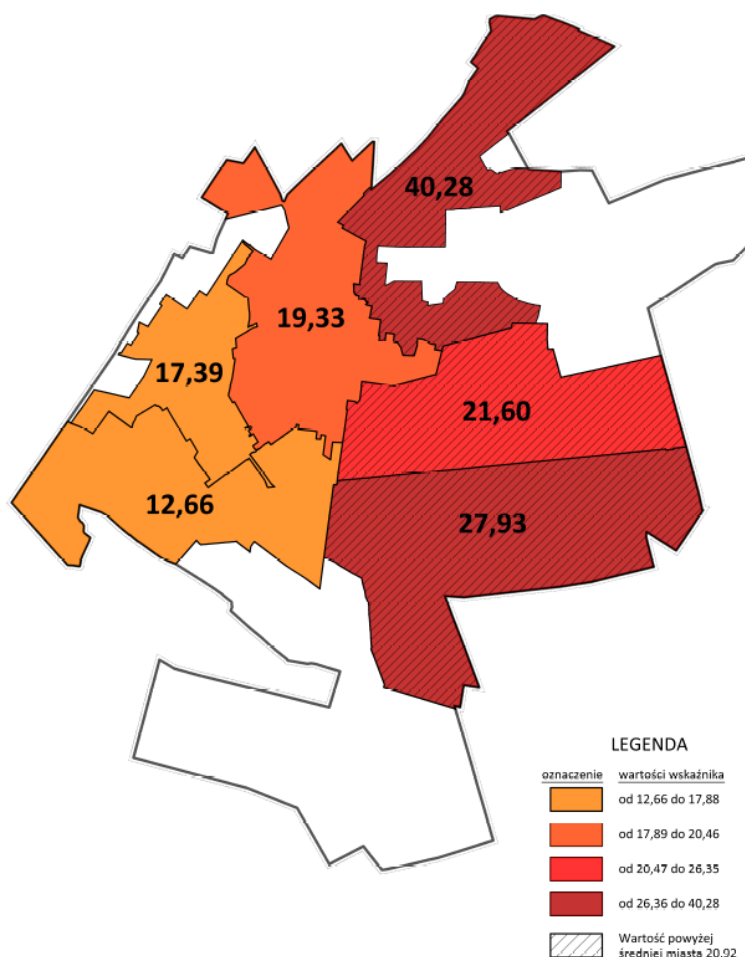 40,28
19,33
17,39
21,60
12,66
27,93
LEGENDA
oznaczenie wartości wskaźnika
od 12,66 do 17,88
od 17,89 do 20,46
od 20,47 do 26,35
od 26,36 do 40,28
Wartość powyżej
średniej miasta 20,92